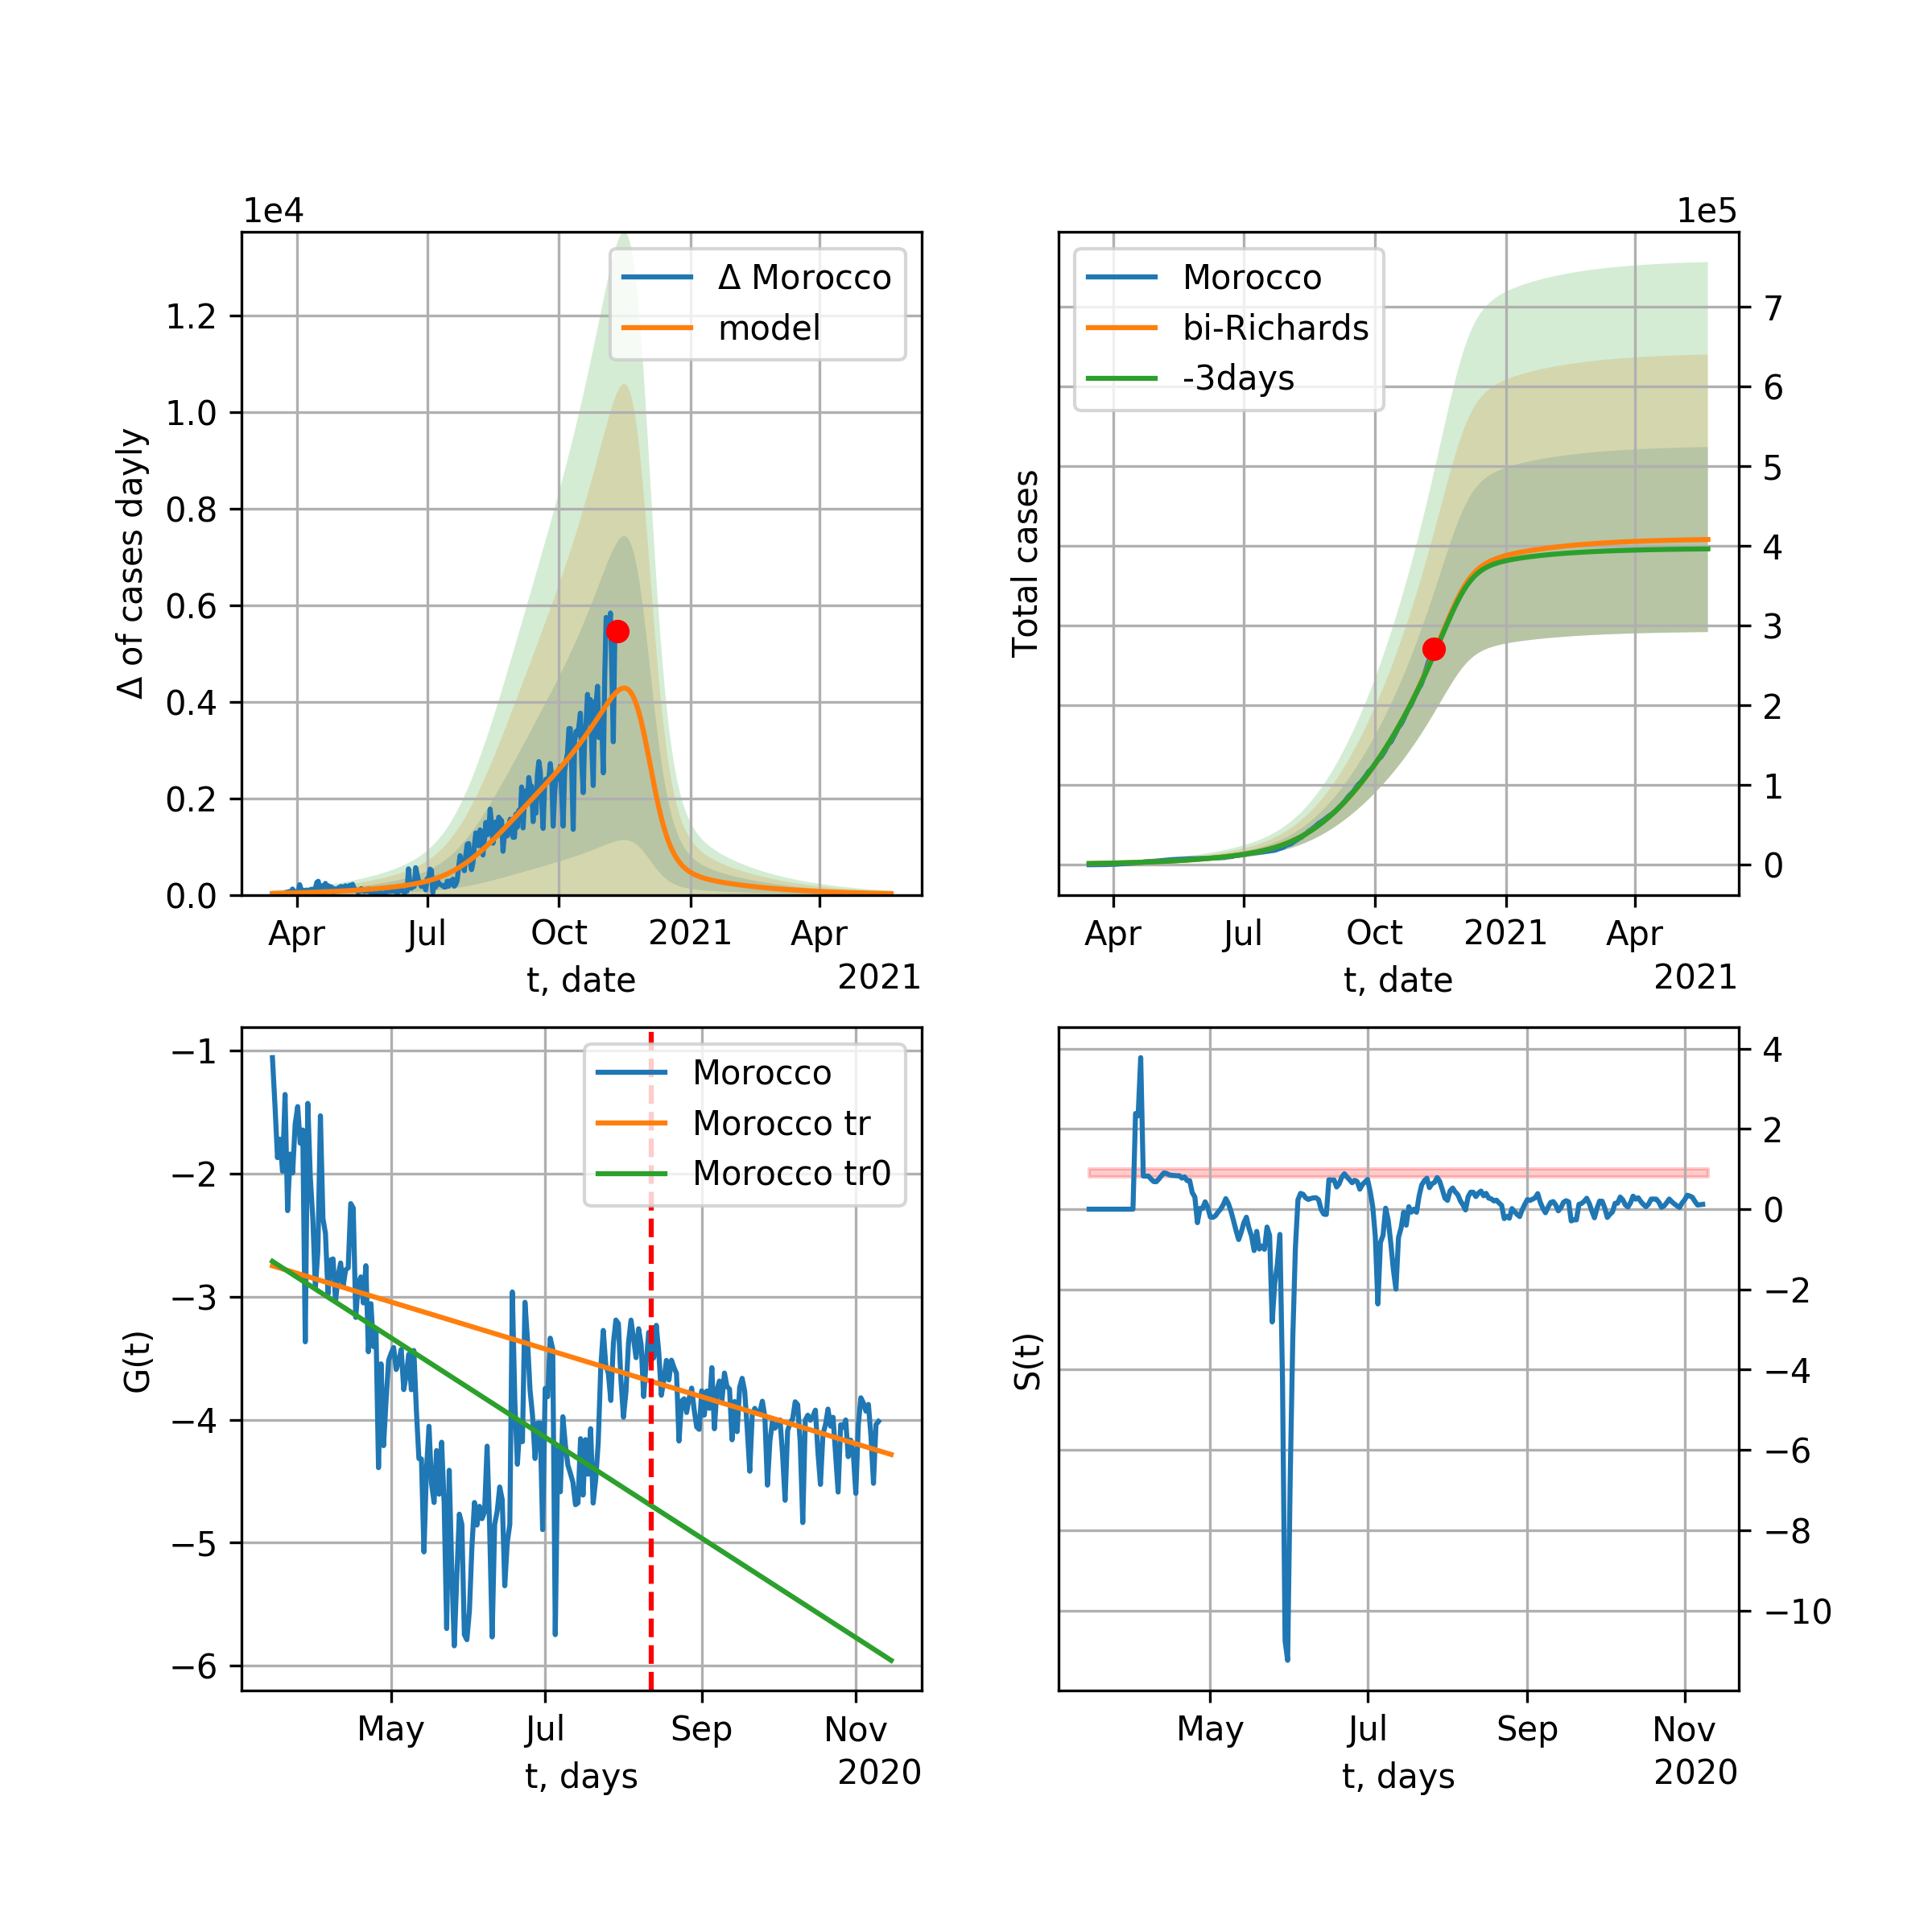 1e4
Δ Morocco
model
1.2
1.0
0.8
0.6
0.4
0.2
0.0
Δ of cases dayly
Apr
Jul
Oct
2021
Apr
t, date
2021
1e5
Morocco
bi-Richards
-3days
7
6
5
4
3
2
1
0
Total cases
Apr
Jul
Oct
2021
Apr
t, date
2021
Morocco
Morocco tr
Morocco tr0
−1
−2
−3
−4
−5
−6
G(t)
May
Jul
Sep
Nov
t, days
2020
4
2
0
−2
−4
−6
−8
−10
S(t)
May
Jul
Sep
Nov
t, days
2020